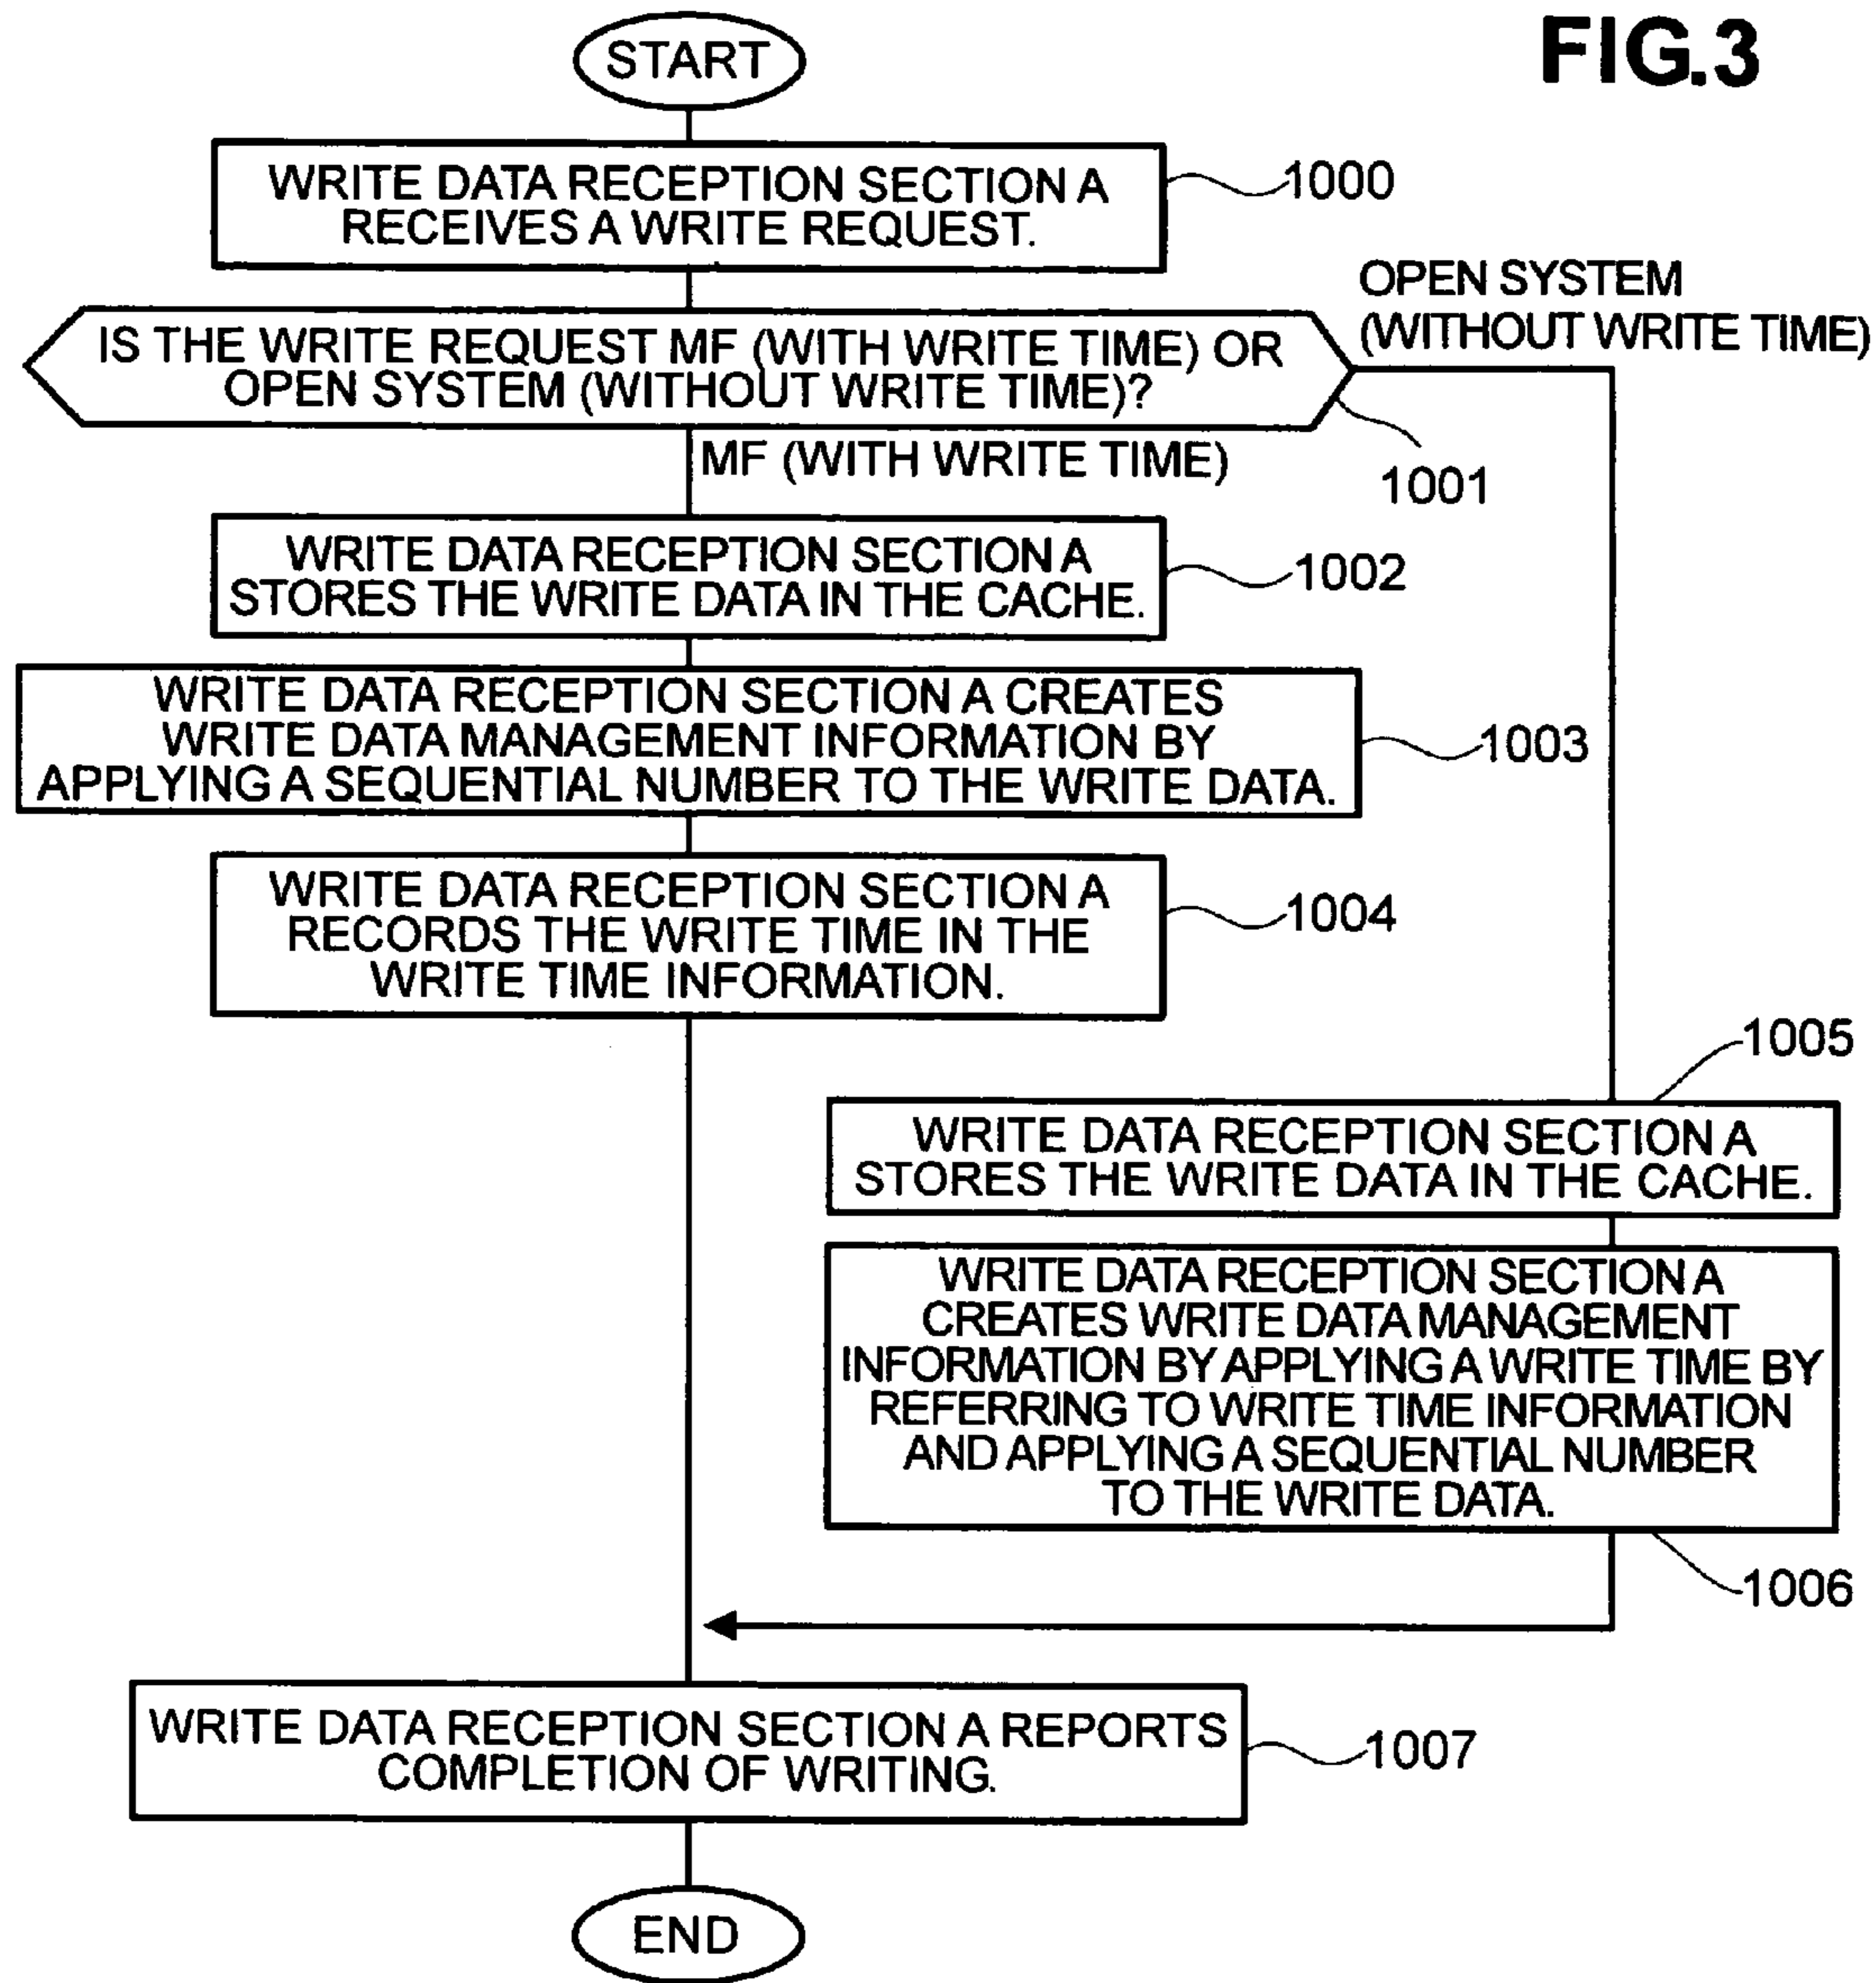 FIG.3
START
WRITE DATA RECEPTION SECTION A
RECEIVES A WRITE REQUEST.
1000
IS THE WRITE REQUEST MF (WITH WRITE TIME) OR
OPEN SYSTEM (WITHOUT WRITE TIME)?
1001
OPEN SYSTEM
(WITHOUT WRITE TIME)
MF (WITH WRITE TIME)
WRITE DATA RECEPTION SECTION A
STORES THE WRITE DATA IN THE CACHE.
1002
WRITE DATA RECEPTION SECTION A CREATES
WRITE DATA MANAGEMENT INFORMATION BY
APPLYING A SEQUENTIAL NUMBER TO THE WRITE DATA.
1003
WRITE DATA RECEPTION SECTION A
RECORDS THE WRITE TIME IN THE
WRITE TIME INFORMATION.
1004
1005
WRITE DATA RECEPTION SECTION A
STORES THE WRITE DATA IN THE CACHE.
WRITE DATA RECEPTION SECTION A
CREATES WRITE DATA MANAGEMENT
INFORMATION BY APPLYING A WRITE TIME BY
REFERRING TO WRITE TIME INFORMATION
AND APPLYING A SEQUENTIAL NUMBER
TO THE WRITE DATA.
1006
WRITE DATA RECEPTION SECTION A REPORTS
COMPLETION OF WRITING.
1007
END